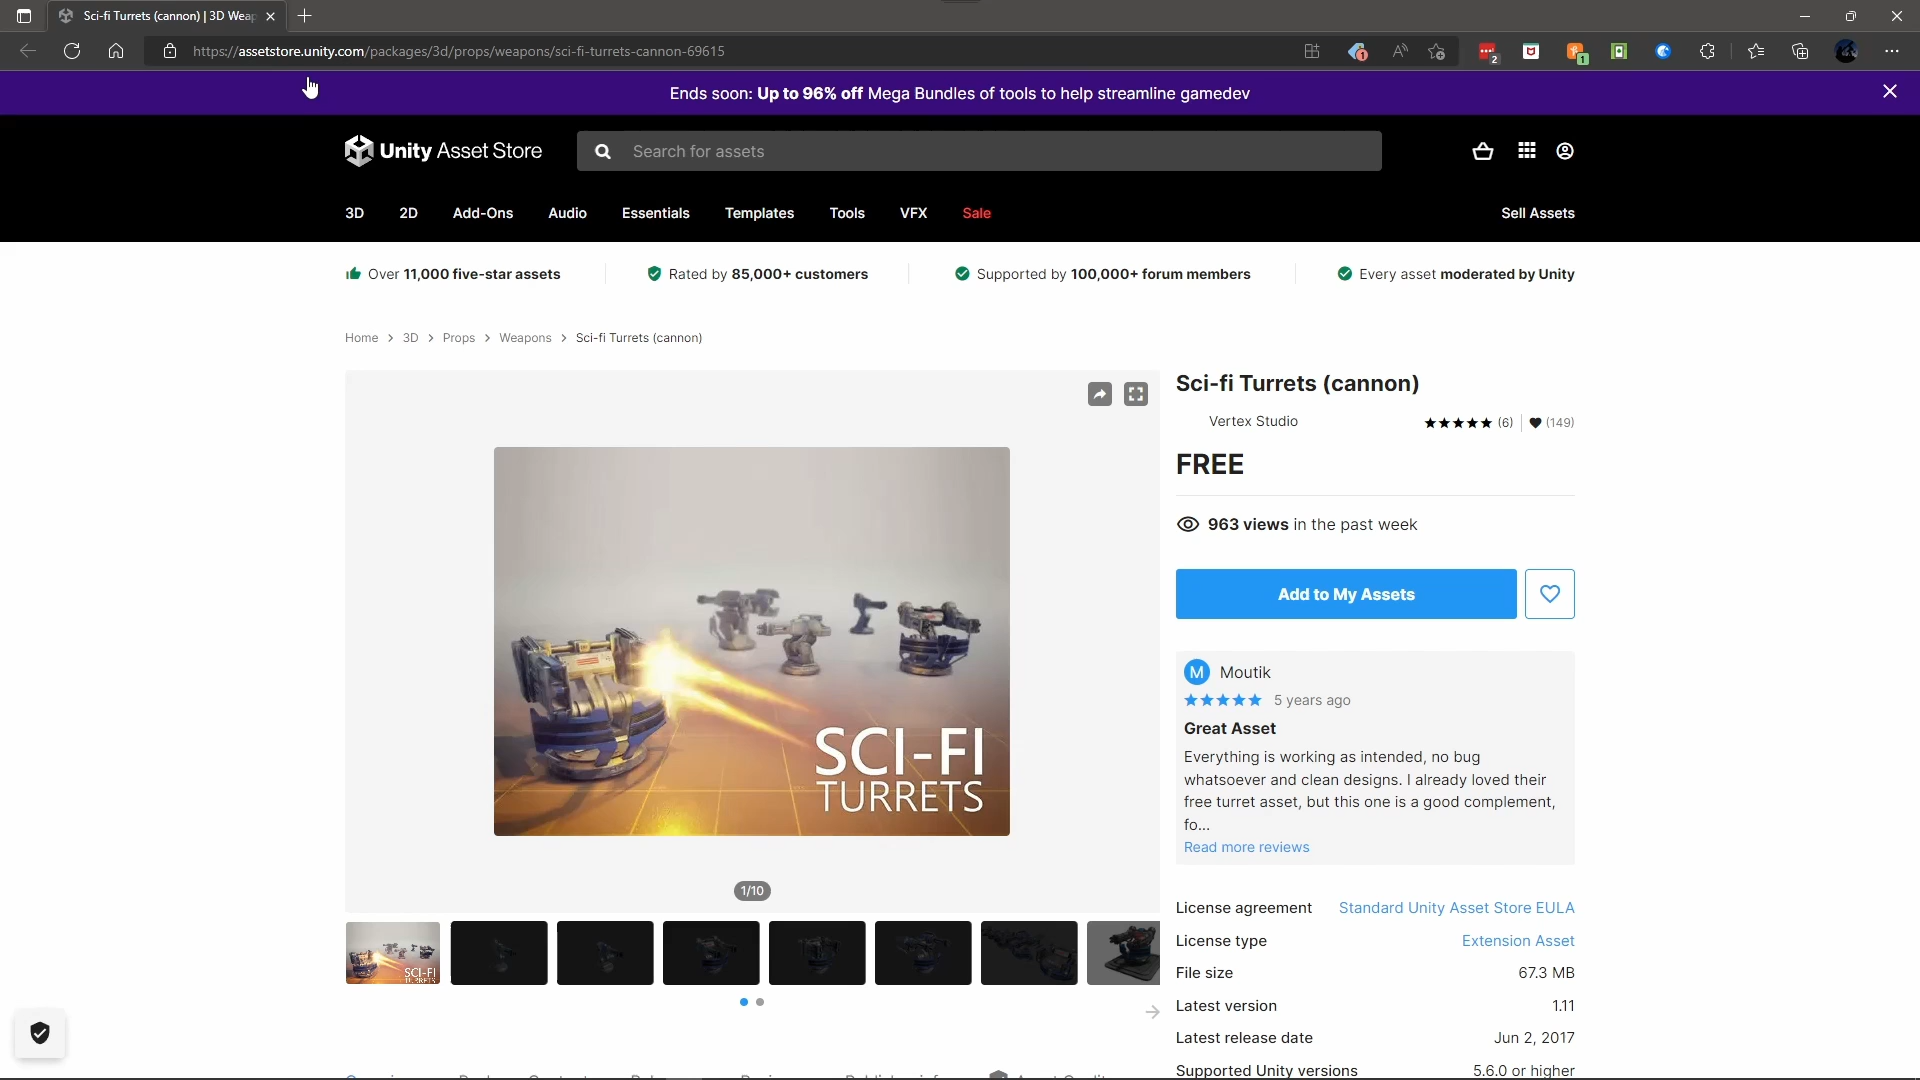 Sci-fi Turrets (cannon) | 3D Weap
https://assetstore.unity.com/packages/3d/props/weapons/sci-fi-turrets-cannon-69615
1
A
2
1
Ends soon: Up to 96% off Mega Bundles of tools to help streamline gamedev
Unity Asset Store
Search for assets
3D 2D Add-Ons Audio Essentials Templates Tools VFX Sale Sell Assets
Over 11,000 five-star assets
Rated by 85,000+ customers
Supported by 100,000+ forum members
Every asset moderated by Unity
Home > 3D > Props > Weapons > Sci-fi Turrets (cannon)
SCI-FI
TURRETS
1/10
SCI-FI
TURRETS
Sci-fi Turrets (cannon)
Vertex Studio
(6) (149)
FREE
963 views in the past week
Add to My Assets
M Moutik
5 years ago
Great Asset
Everything is working as intended, no bug
whatsoever and clean designs. I already loved their
free turret asset, but this one is a good complement,
fo...
Read more reviews
License agreement Standard Unity Asset Store EULA
License type Extension Asset
File size 67.3 MB
Latest version 1.11
Latest release date Jun 2, 2017
Supported Unity versions 5.6.0 or higher